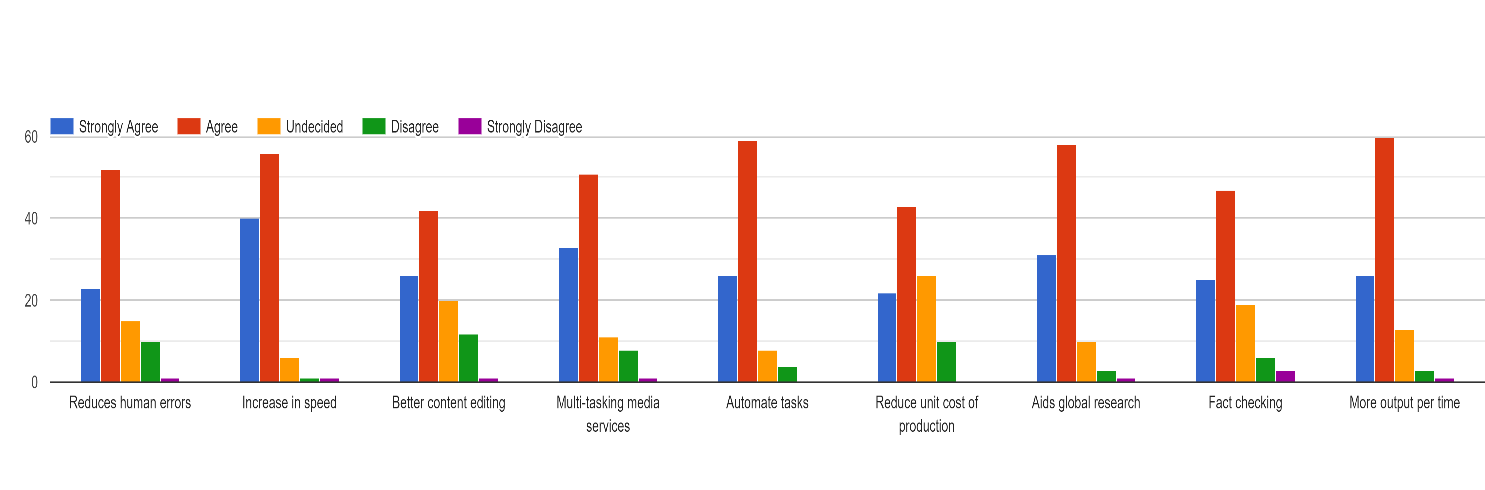 Strongly Agree Agree Undecided Disagree Strongly Disagree
60
40
20
0
Reduces human errors Increase in speed Better content editing Multi-tasking media services Automate tasks Reduce unit cost of production Aids global research Fact checking More output per time